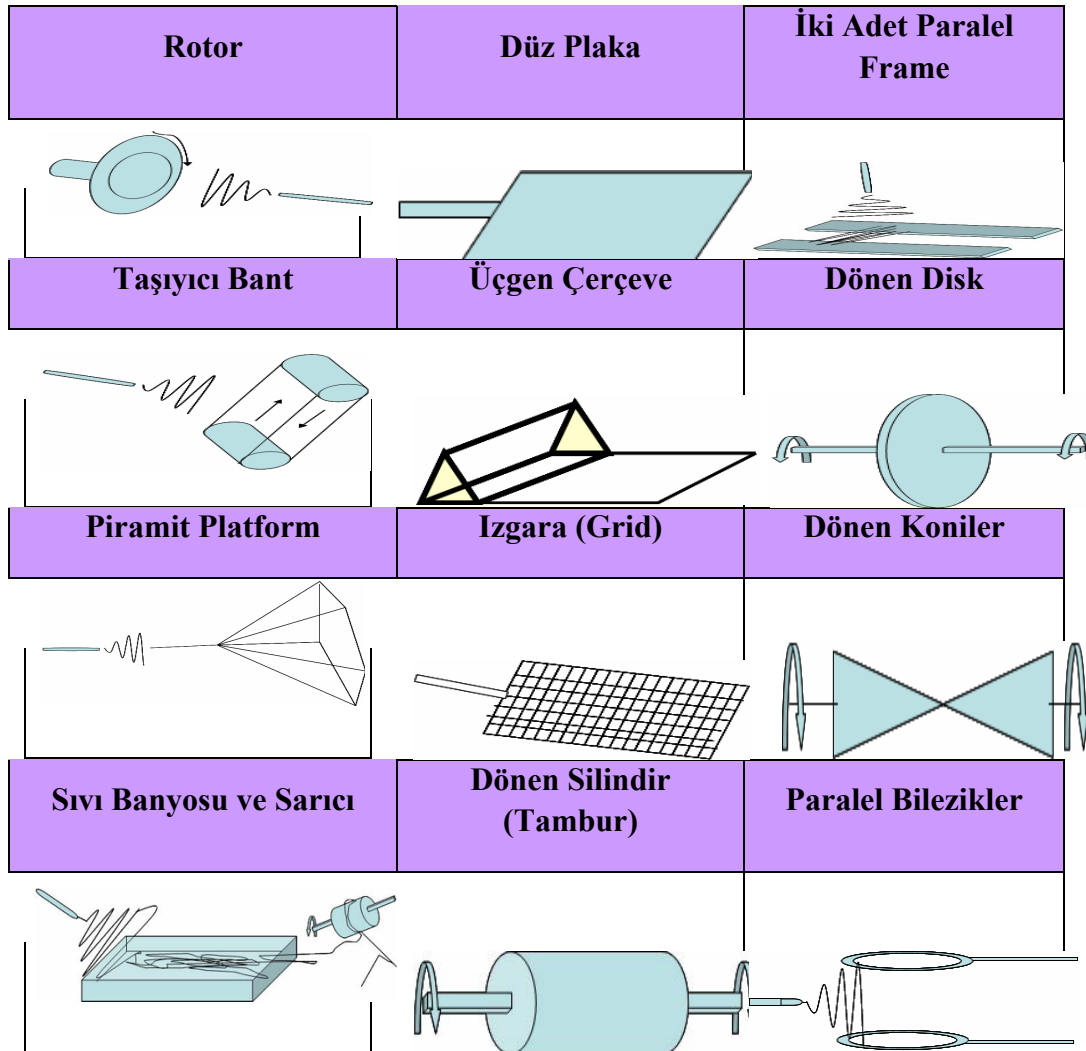 Rotor
Düz Plaka
İki Adet Paralel
Frame
Taşıyıcı Bant
Üçgen Çerçeve
Dönen Disk
Piramit Platform
Izgara (Grid)
Dönen Koniler
Sıvı Banyosu ve Sarıcı
Dönen Silindir
(Tambur)
Paralel Bilezikler